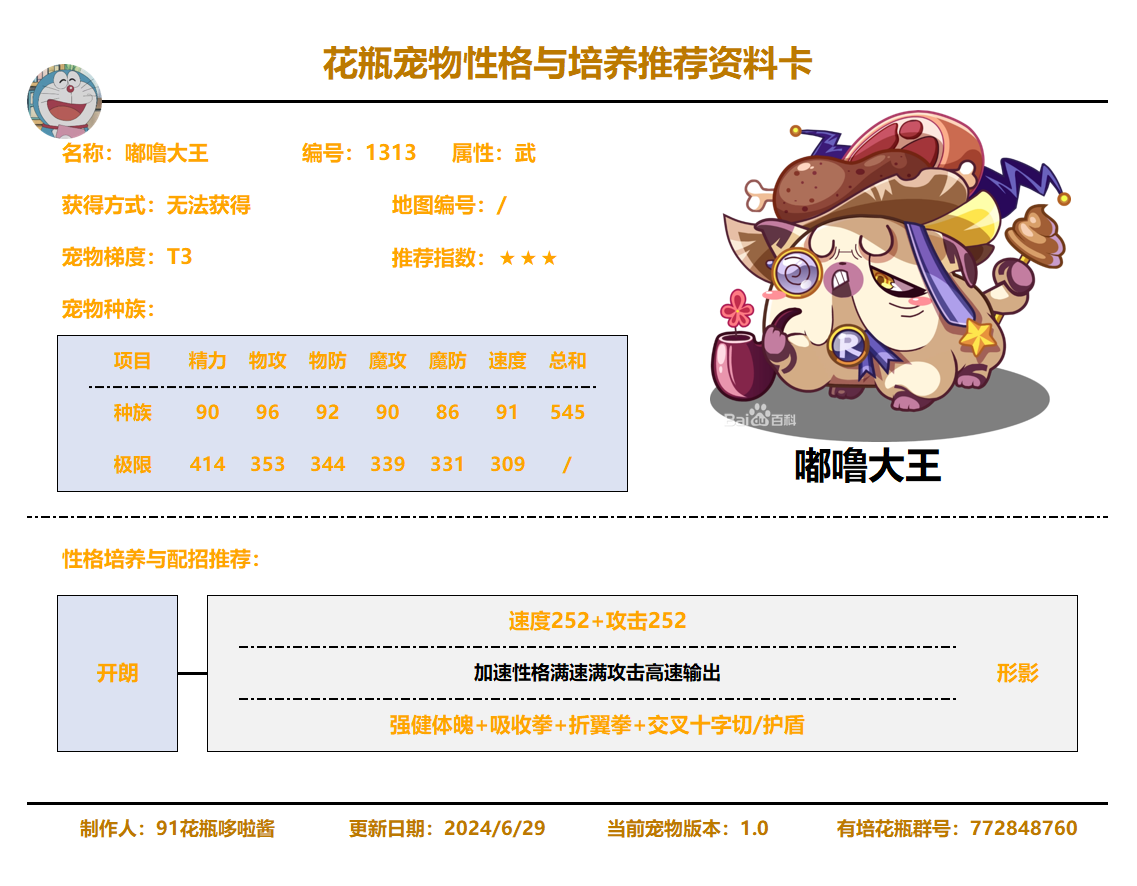 花瓶宠物性格与培养推荐资料卡
名称：嘟噜大王 编号：1313 属性：武
获得方式：无法获得 地图编号：/
宠物梯度：T3 推荐指数：★★★
宠物种族：
项目 精力 物攻 物防 魔攻 魔防 速度 总和
种族 90 96 92 90 86 91 545
极限 414 353 344 339 331 309 /
R
Bai du 百科
嘟噜大王
性格培养与配招推荐：
速度252+攻击252
开朗 加速性格满速满攻击高速输出 形影
强健体魄+吸收拳+折翼拳+交叉十字切/护盾
制作人：91花瓶哆啦酱 更新日期：2024/6/29 当前宠物版本：1.0 有培花瓶群号：772848760